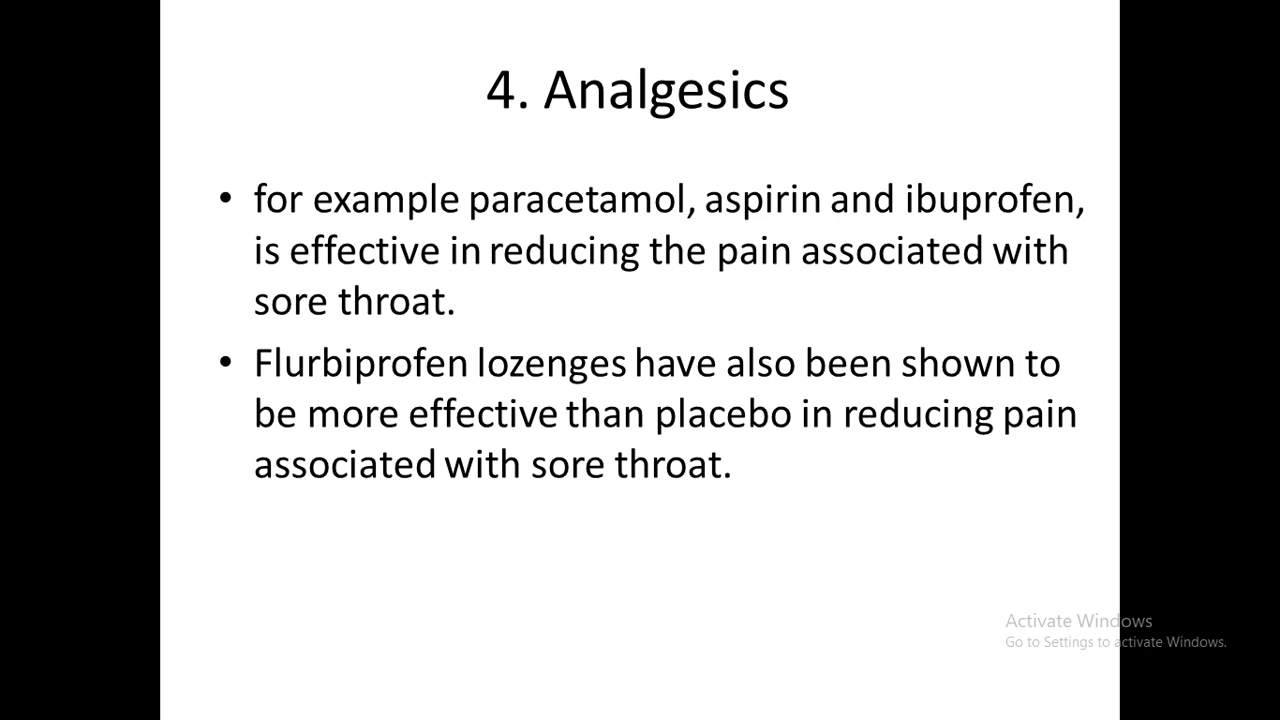 4. Analgesics
• for example paracetamol, aspirin and ibuprofen,
is effective in reducing the pain associated with
sore throat.
• Flurbiprofen lozenges have also been shown to
be more effective than placebo in reducing pain
associated with sore throat.
Activate Windows
Go to Settings to activate Windows.